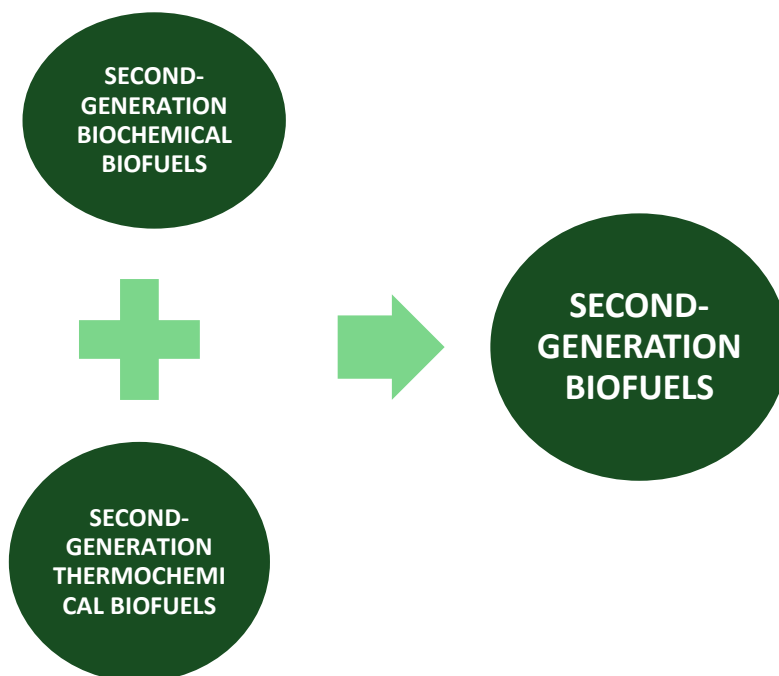 SECOND-
GENERATION
BIOCHEMICAL
BIOFUELS
SECOND-
GENERATION
THERMOCHEMI
CAL BIOFUELS
SECOND-
GENERATION
BIOFUELS